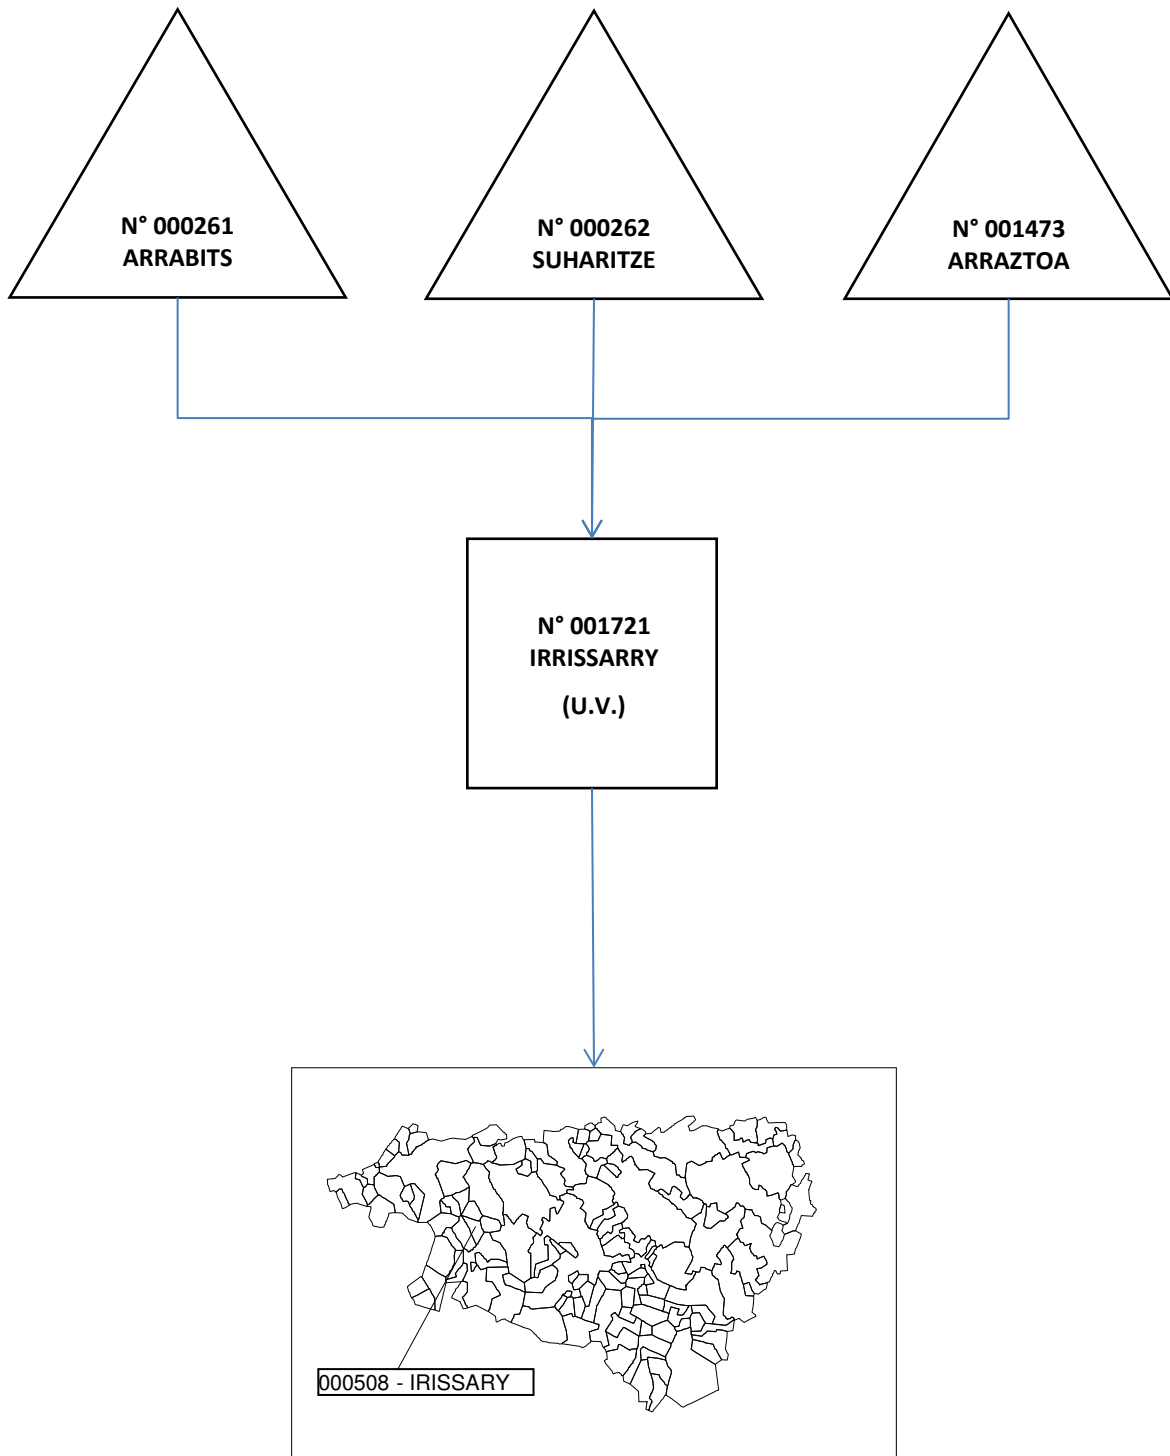 N° 000261
ARRABITS
N° 000262
SUHARITZE
N° 001473
ARRAZTOA
N° 001721
IRRISSARRY
(U.V.)
000508 - IRISSARY